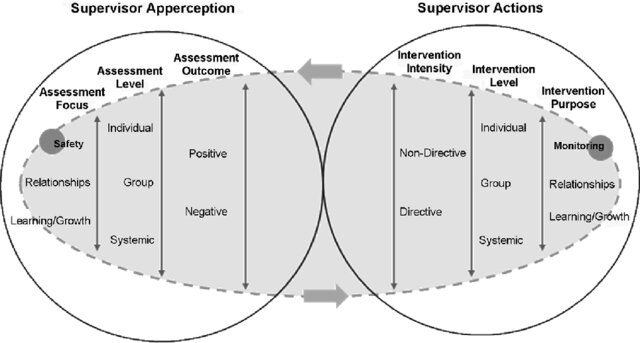 Supervisor Apperception
Supervisor Actions
Assessment
Focus
Assessment
Level
Assessment
Outcome
Intervention
Intensity
Intervention
Level
Intervention
Purpose
Safety
Relationships
Learning/Growth
Individual
Group
Systemic
Positive
Negative
Non-Directive
Directive
Individual
Group
Systemic
Monitoring
Relationships
Learning/Growth